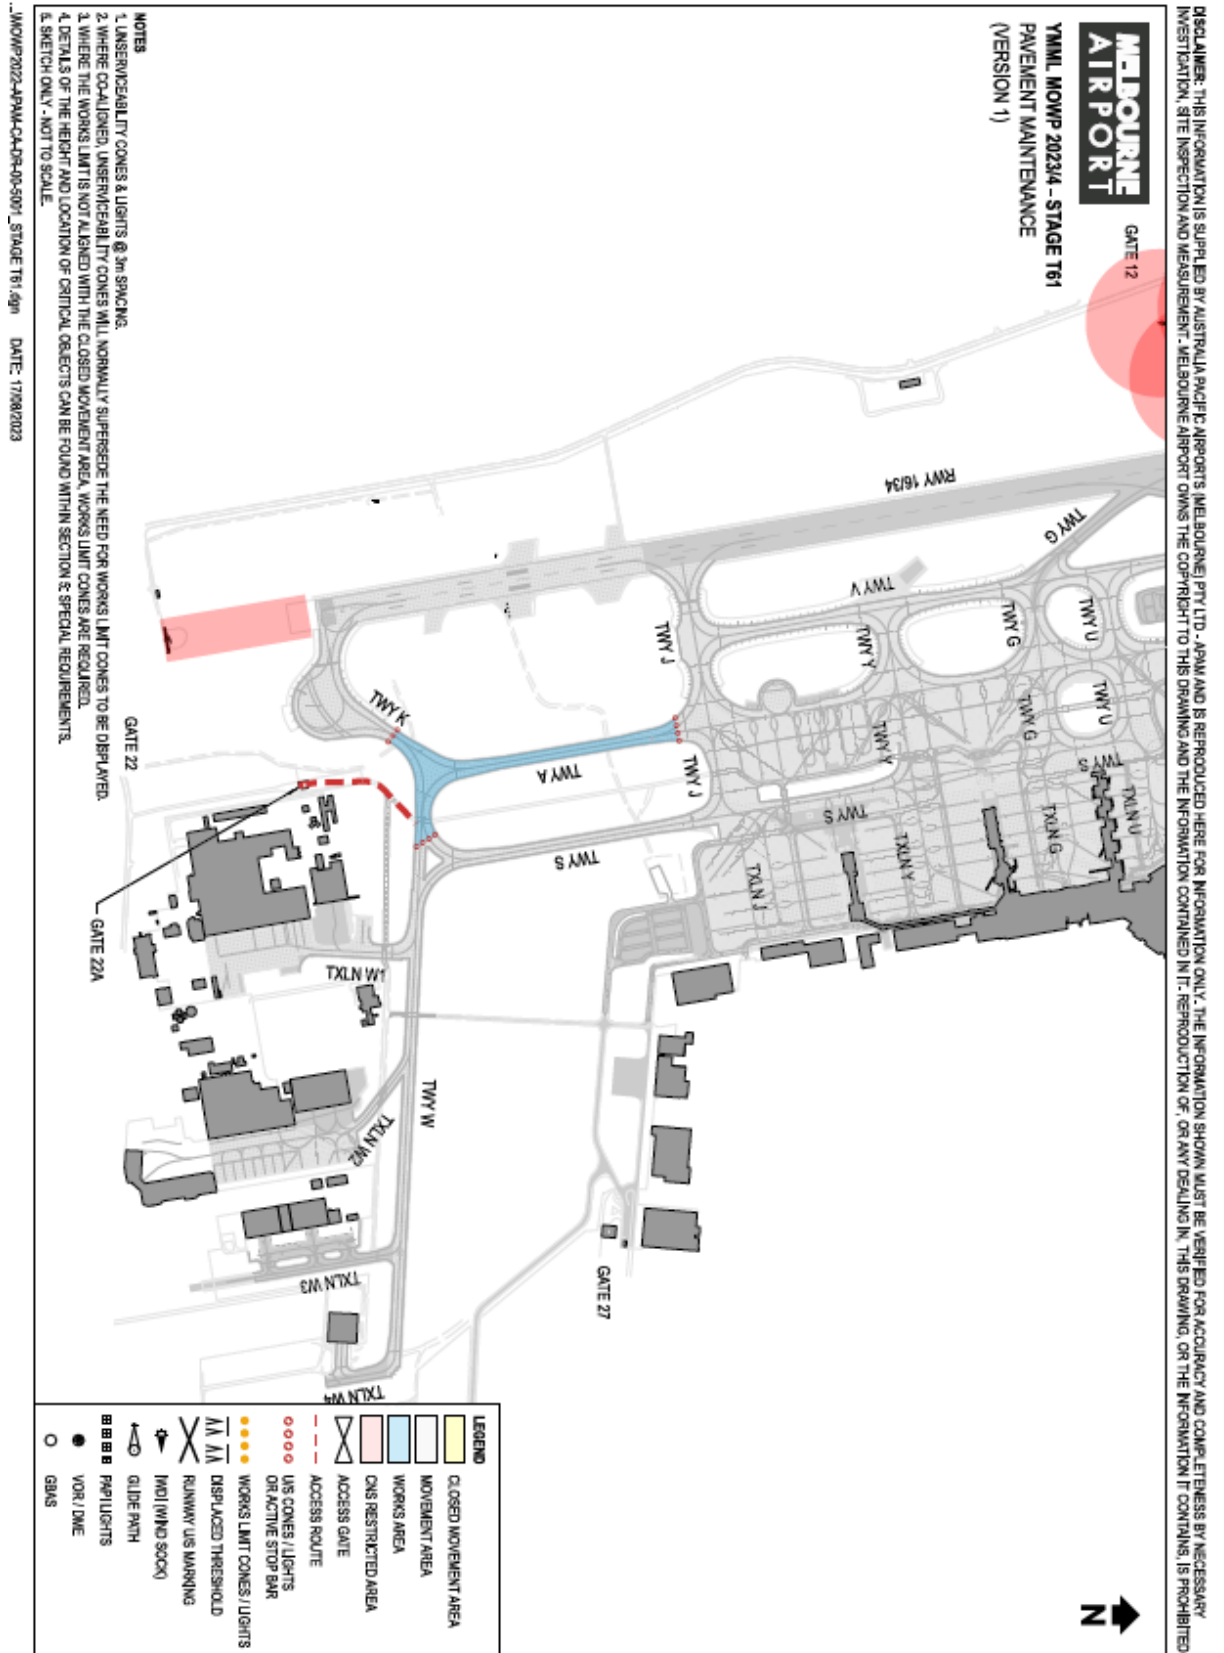 DISCLAIMER: THIS INFORMATION IS SUPPLIED BY AUSTRALIA PACIFIC AIRPORTS (MELBOURNE) PTY LTD - APAM AND IS REPRODUCED HERE FOR INFORMATION ONLY. THE INFORMATION SHOWN MUST BE VERIFIED FOR ACCURACY AND COMPLETENESS BY NECESSARY
INVESTIGATION, SITE INSPECTION AND MEASUREMENT. MELBOURNE AIRPORT OWNS THE COPYRIGHT TO THIS DRAWING AND THE INFORMATION CONTAINED IN IT. REPRODUCTION OF, OR ANY DEALING IN, THIS DRAWING, OR THE INFORMATION IT CONTAINS, IS PROHIBITED
MELBOURNE
AIRPORT
YMML MOWP 2023/4 - STAGE T61
PAVEMENT MAINTENANCE
(VERSION 1)
GATE 12
RWY 16/34
TWY G
TWY V
TWY U
TWY G
TWY Y
TWY J
TWY U
TWY G
TWY Y
TWY K
TWY A
TWY J
TWY S
TWY S
TWY S
TXLN U
TXLN G
TXLN Y
TXLN J
GATE 22
GATE 22A
TXLN W1
TWY W
TXLN W2
GATE 27
TXLN W3
TXLN W4
N
NOTES
1. UNSERVICEABILITY CONES & LIGHTS @ 3m SPACING.
2. WHERE CO-ALIGNED, UNSERVICEABILITY CONES WILL NORMALLY SUPERSEDE THE NEED FOR WORKS LIMIT CONES TO BE DISPLAYED.
3. WHERE THE WORKS LIMIT IS NOT ALIGNED WITH THE CLOSED MOVEMENT AREA, WORKS LIMIT CONES ARE REQUIRED.
4. DETAILS OF THE HEIGHT AND LOCATION OF CRITICAL OBJECTS CAN BE FOUND WITHIN SECTION 5: SPECIAL REQUIREMENTS.
5. SKETCH ONLY - NOT TO SCALE.
LEGEND
CLOSED MOVEMENT AREA
MOVEMENT AREA
WORKS AREA
CNS RESTRICTED AREA
ACCESS GATE
ACCESS ROUTE
U/S CONES / LIGHTS
OR ACTIVE STOP BAR
WORKS LIMIT CONES / LIGHTS
DISPLACED THRESHOLD
RUNWAY U/S MARKING
IWDI (WIND SOCK)
GLIDE PATH
PAPI LIGHTS
VOR / DME
GBAS
...\MOWP2022-APAM-CA-DR-00-5001_STAGE T61.dgn DATE: 17/08/2023